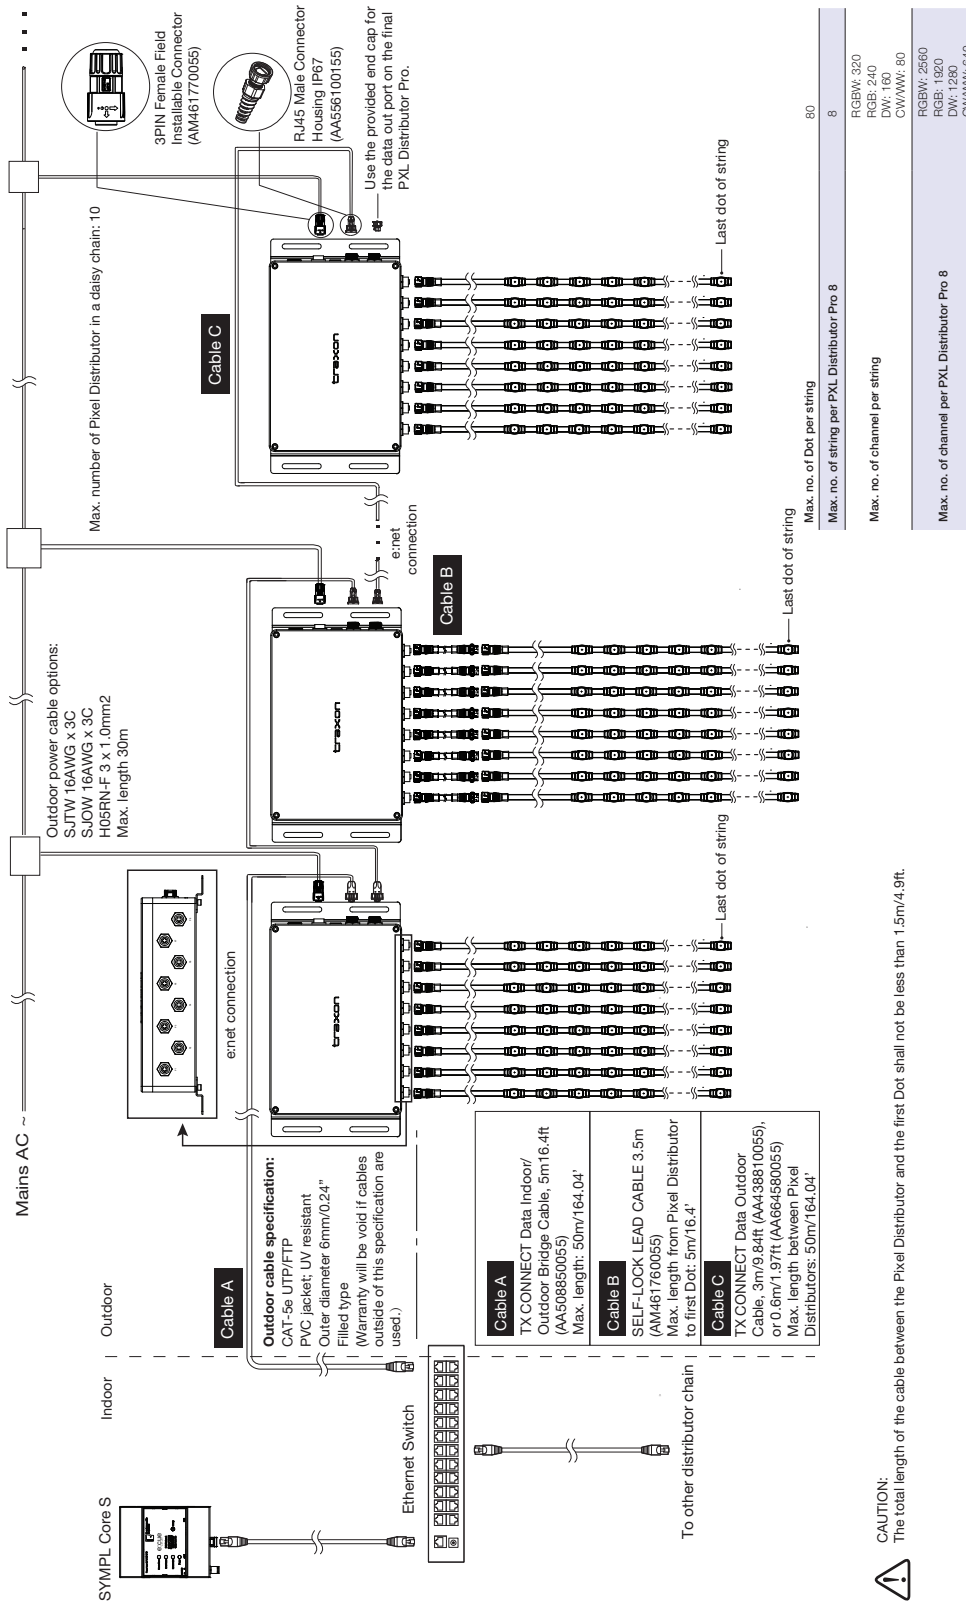 Mains AC ~
SYMPL Core S
Indoor
Outdoor
Ethernet Switch
To other distributor chain
Cable A
Outdoor cable specification:
CAT-5e UTP/FTP
PVC jacket; UV resistant
Outer diameter 6mm/0.24"
Filled type
(Warranty will be void if cables
outside of this specification are
used.)
e:net connection
Outdoor power cable options:
SJTW 16AWG x 3C
SJOW 16AWG x 3C
H05RN-F 3 x 1.0mm2
Max. length 30m
Max. number of Pixel Distributor in a daisy chain: 10
3PIN Female Field
Installable Connector
(AM461770055)
RJ45 Male Connector
Housing IP67
(AA556100155)
Use the provided end cap for
the data out port on the final
PXL Distributor Pro.
Cable C
e:net
connection
Cable B
traxon
traxon
traxon
Last dot of string
Last dot of string
Last dot of string
Cable A
TX CONNECT Data Indoor/
Outdoor Bridge Cable, 5m16.4ft
(AA508850055)
Max. length: 50m/164.04'
Cable B
SELF-LOCK LEAD CABLE 3.5m
(AM461760055)
Max. length from Pixel Distributor
to first Dot: 5m/16.4'
Cable C
TX CONNECT Data Outdoor
Cable, 3m/9.84ft (AA438810055),
or 0.6m/1.97ft (AA664580055)
Max. length between Pixel
Distributors: 50m/164.04'
Max. no. of Dot per string 80
Max. no. of string per PXL Distributor Pro 8 8
Max. no. of channel per string
RGBW: 320
RGB: 240
DW: 160
CW/WW: 80
Max. no. of channel per PXL Distributor Pro 8
RGBW: 2560
RGB: 1920
DW: 1280
CAUTION:
The total length of the cable between the Pixel Distributor and the first Dot shall not be less than 1.5m/4.9ft.